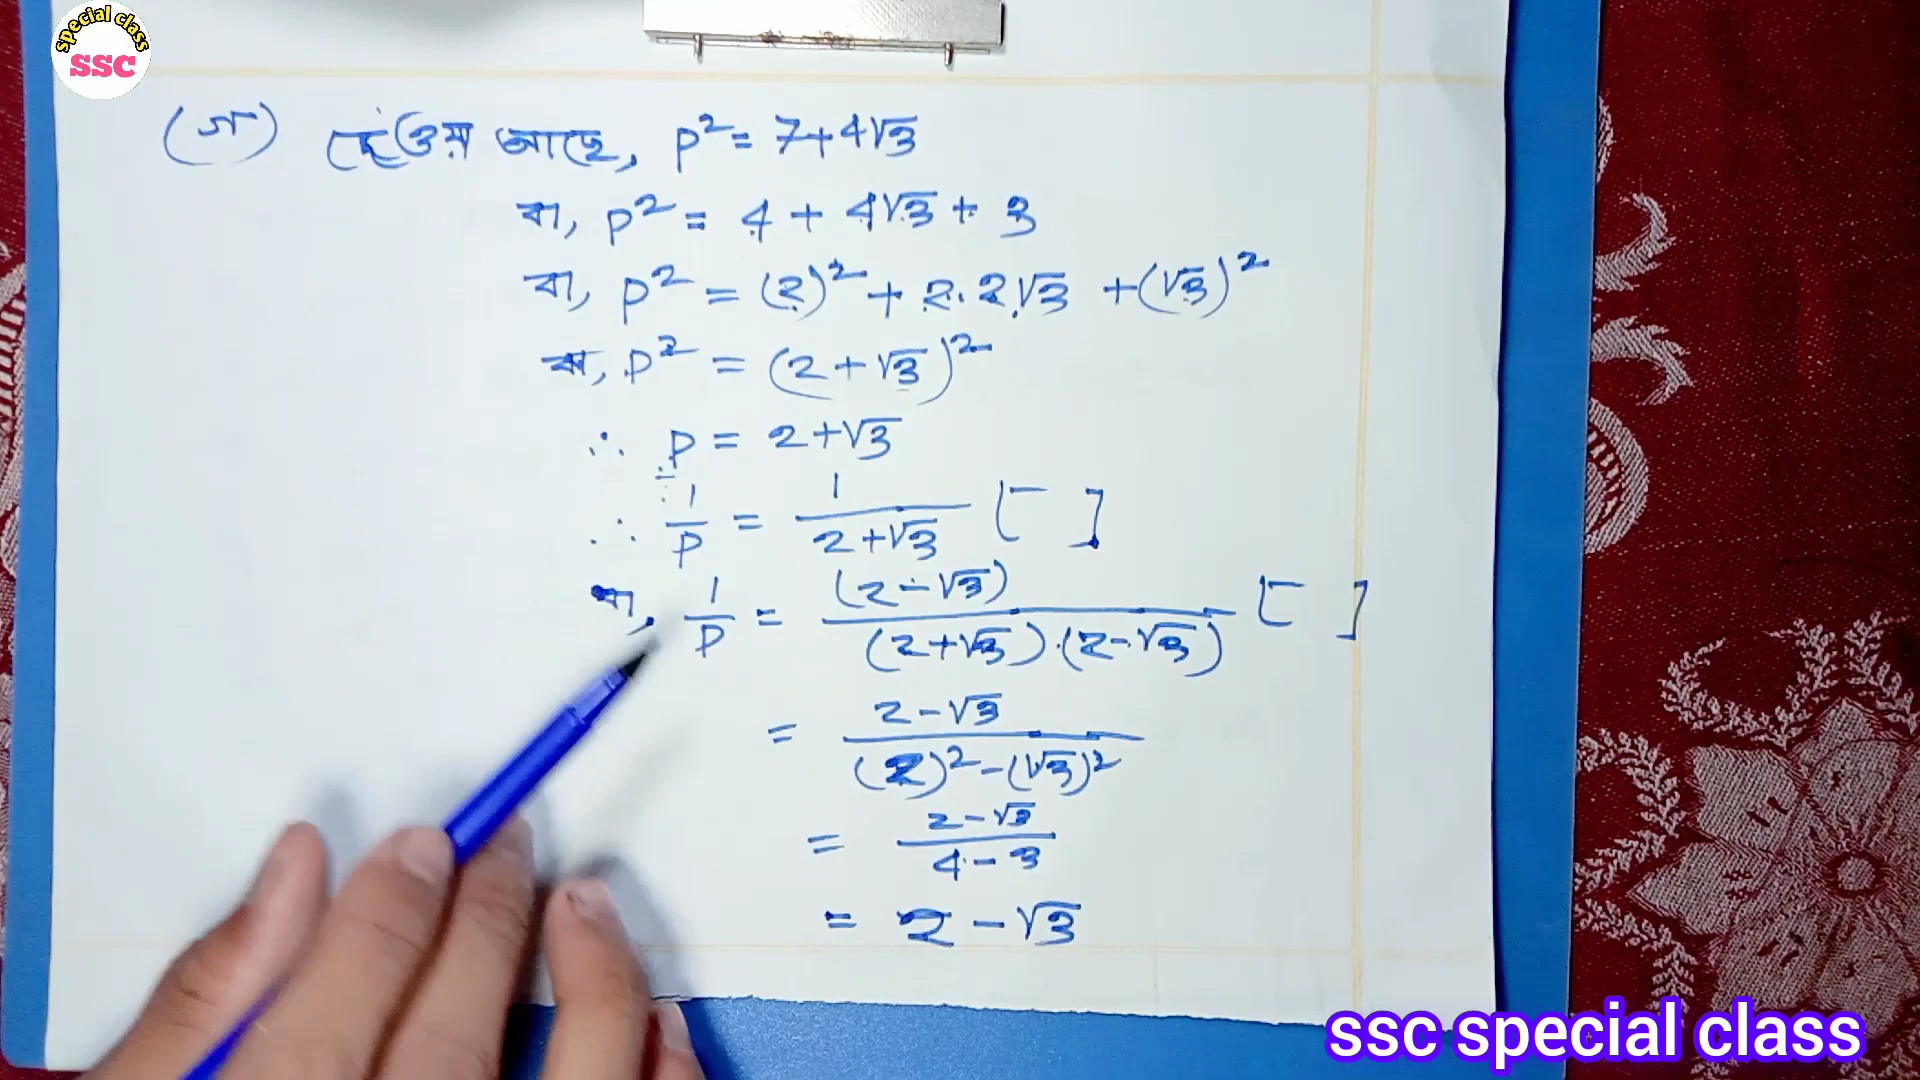 special class
SSC
(গ) দেওয়া আছে, p² = 7+4√3
বা, p² = 4 + 4√3 + 3
বা, p² = (2)² + 2.2√3 + (√3)²
বা, p² = (2+√3)²
∴ p = 2+√3
∴ 1/p = 1/(2+√3) [ ]
বা, 1/p = (2-√3)/((2+√3).(2-√3)) [ ]
= (2-√3)/((2)²-(√3)²)
= (2-√3)/(4-3)
= 2-√3
ssc special class